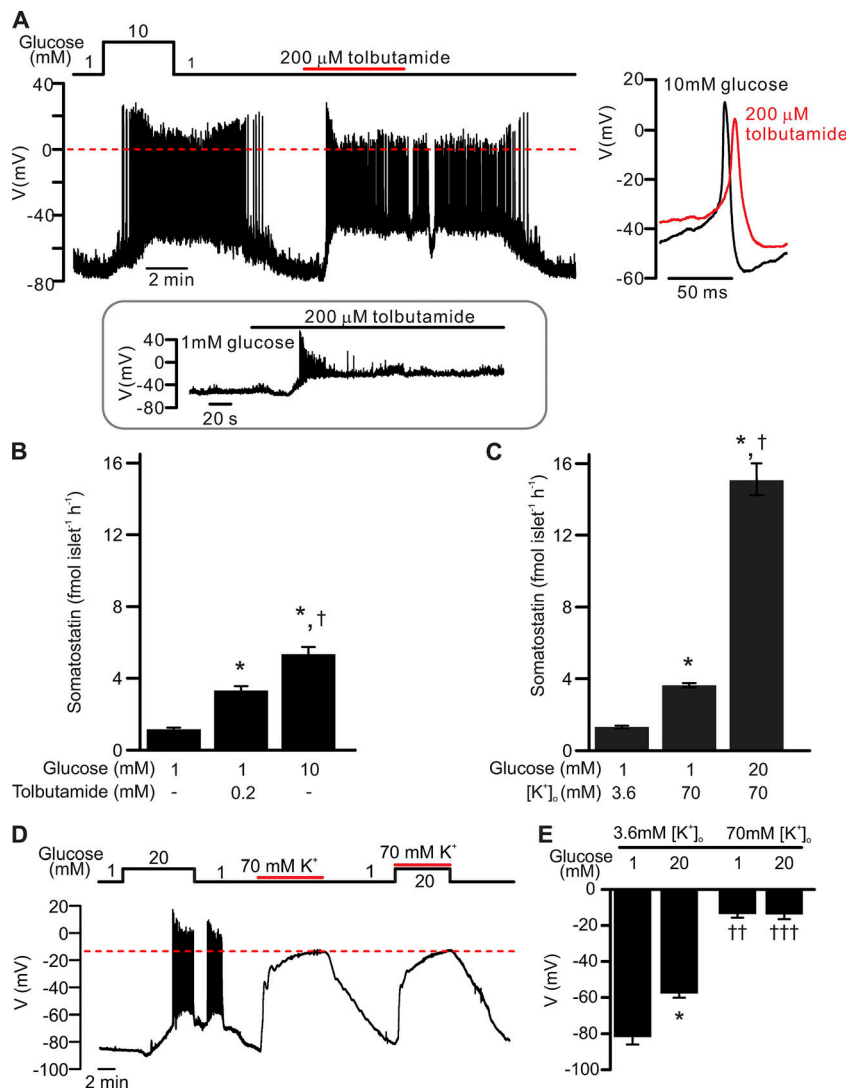 A
Glucose (mM)
1 10 1
200 μM tolbutamide
V(mV)
40
0
-40
-80
2 min
V(mV)
20
0
-20
-40
-60
10mM glucose
200 μM
tolbutamide
50 ms
200 μM tolbutamide
1mM glucose
V(mV)
40
0
-40
-80
20 s
B
Somatostatin (fmol islet⁻¹ h⁻¹)
16
12
8
4
0
*
*,†
Glucose (mM) 1 1 10
Tolbutamide (mM) - 0.2 -
C
Somatostatin (fmol islet⁻¹ h⁻¹)
16
12
8
4
0
*
*,†
Glucose (mM) 1 1 20
[K⁺]ₒ(mM) 3.6 70 70
D
Glucose (mM)
1 20 1 70 mM K⁺ 1 70 mM K⁺ 20
V (mV)
20
0
-20
-40
-60
-80
-100
2 min
E
3.6mM [K⁺]ₒ 70mM [K⁺]ₒ
Glucose (mM) 1 20 1 20
V (mV)
0
-20
-40
-60
-80
-100
*
†† †††